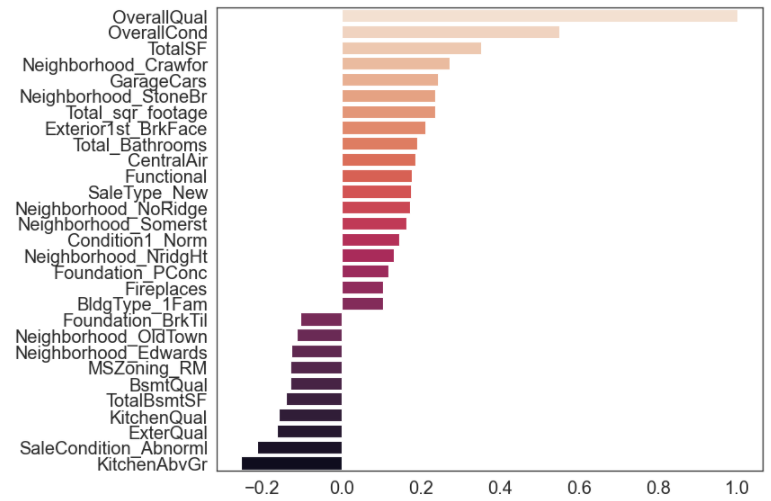 OverallQual
OverallCond
TotalSF
Neighborhood_Crawfor
GarageCars
Neighborhood_StoneBr
Total_sqr_footage
Exterior1st_BrkFace
Total_Bathrooms
CentralAir
Functional
SaleType_New
Neighborhood_NoRidge
Neighborhood_Somerst
Condition1_Norm
Neighborhood_NridgHt
Foundation_PConc
Fireplaces
BldgType_1Fam
Foundation_BrkTil
Neighborhood_OldTown
Neighborhood_Edwards
MSZoning_RM
BsmtQual
TotalBsmtSF
KitchenQual
ExterQual
SaleCondition_Abnorml
KitchenAbvGr
−0.2 0.0 0.2 0.4 0.6 0.8 1.0